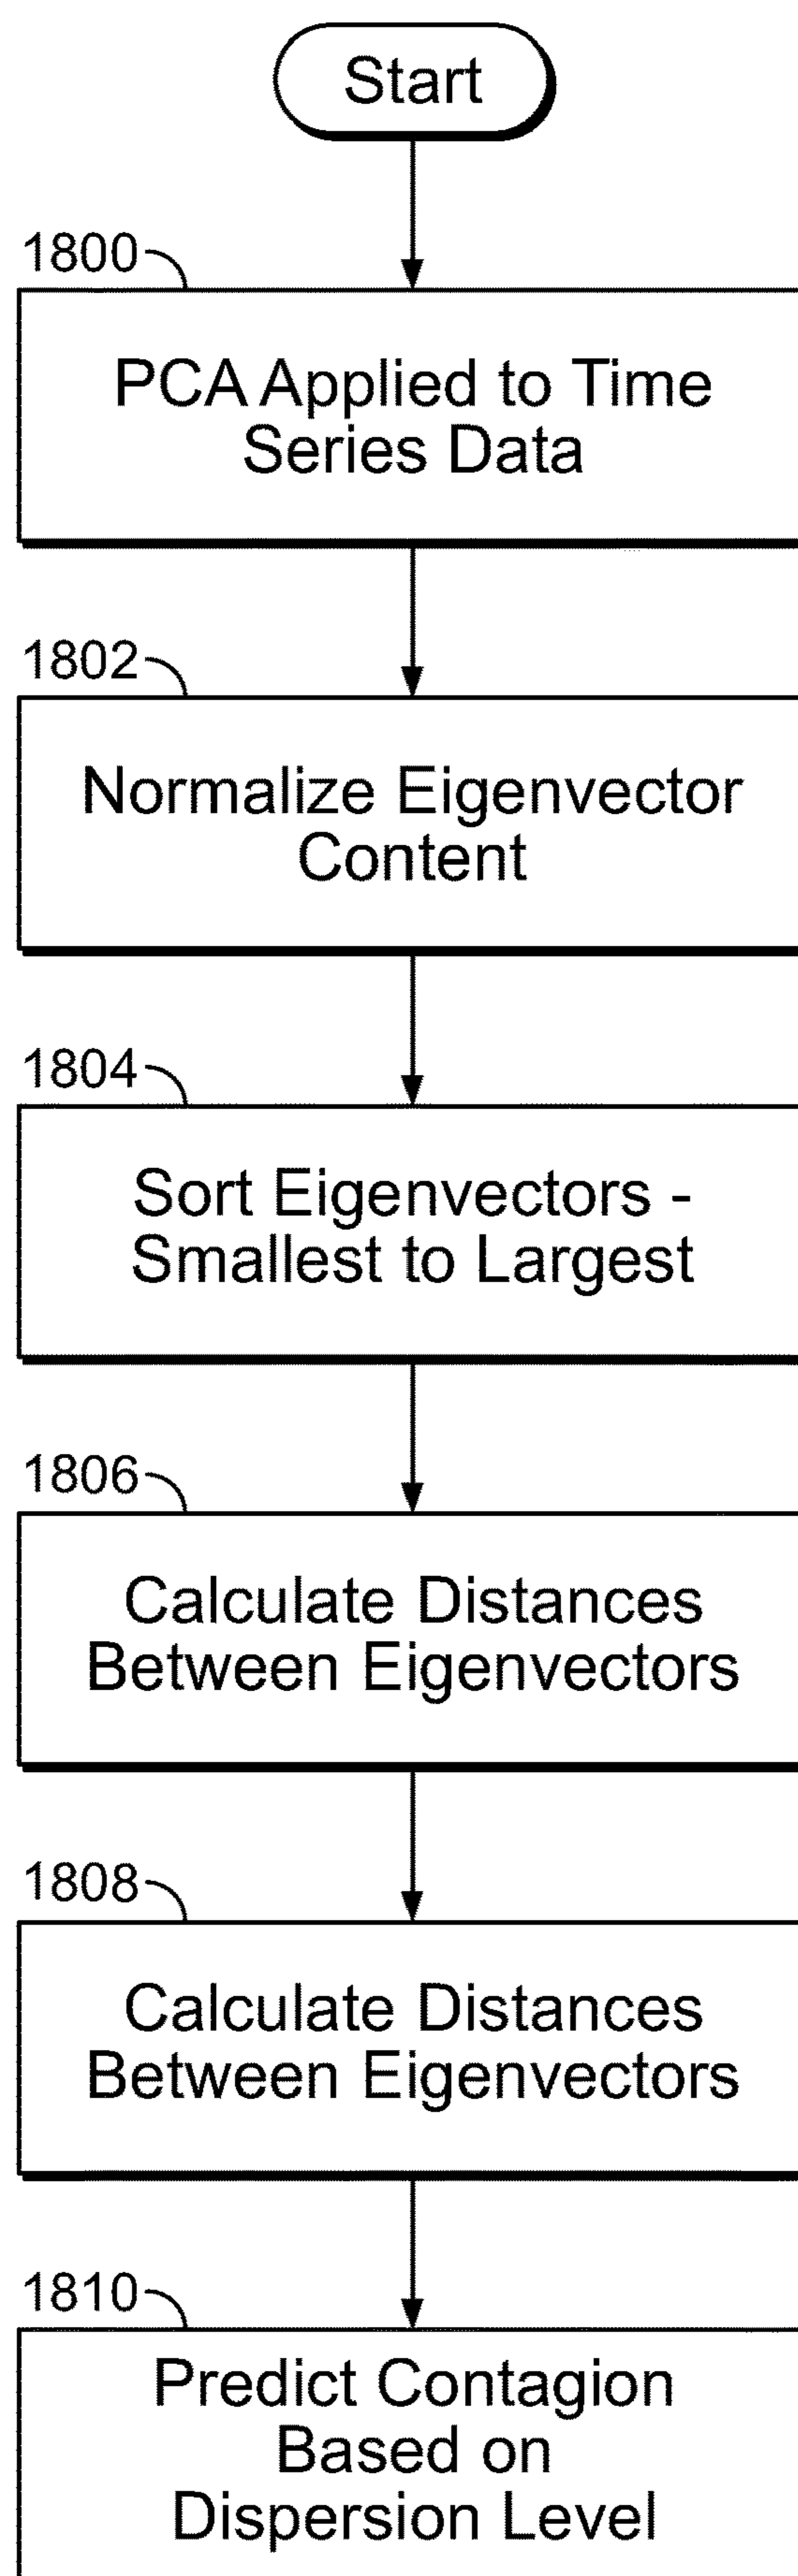 Start
1800
PCA Applied to Time
Series Data
1802
Normalize Eigenvector
Content
1804
Sort Eigenvectors -
Smallest to Largest
1806
Calculate Distances
Between Eigenvectors
1808
Calculate Distances
Between Eigenvectors
1810
Predict Contagion
Based on
Dispersion Level